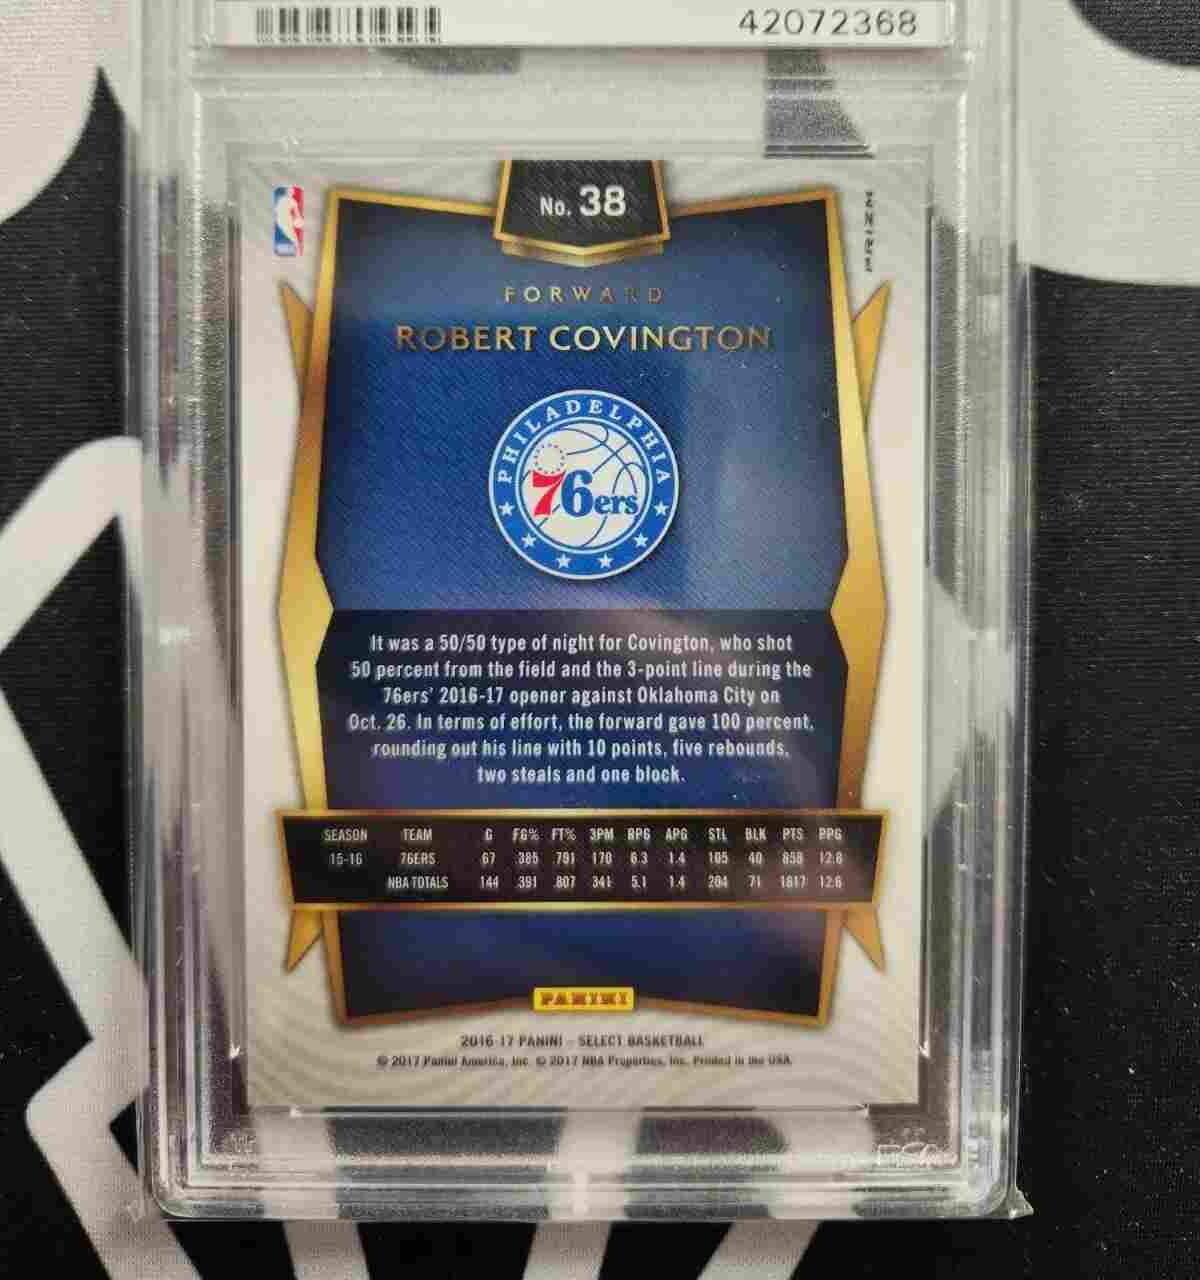 42072368
No. 38
PRIZM
FORWARD
ROBERT COVINGTON
PHILADELPHIA
76ers
It was a 50/50 type of night for Covington, who shot
50 percent from the field and the 3-point line during the
76ers' 2016-17 opener against Oklahoma City on
Oct. 26. In terms of effort, the forward gave 100 percent,
rounding out his line with 10 points, five rebounds,
two steals and one block.
SEASON TEAM G FG% FT% 3PM RPG APG STL BLK PTS PPG
15-16 76ERS 67 .385 .791 170 6.3 1.4 105 40 858 12.8
NBA TOTALS 144 .391 .807 341 5.1 1.4 204 71 1817 12.6
PANINI
2016-17 PANINI – SELECT BASKETBALL
© 2017 Panini America, Inc. © 2017 NBA Properties, Inc. Printed in the USA.